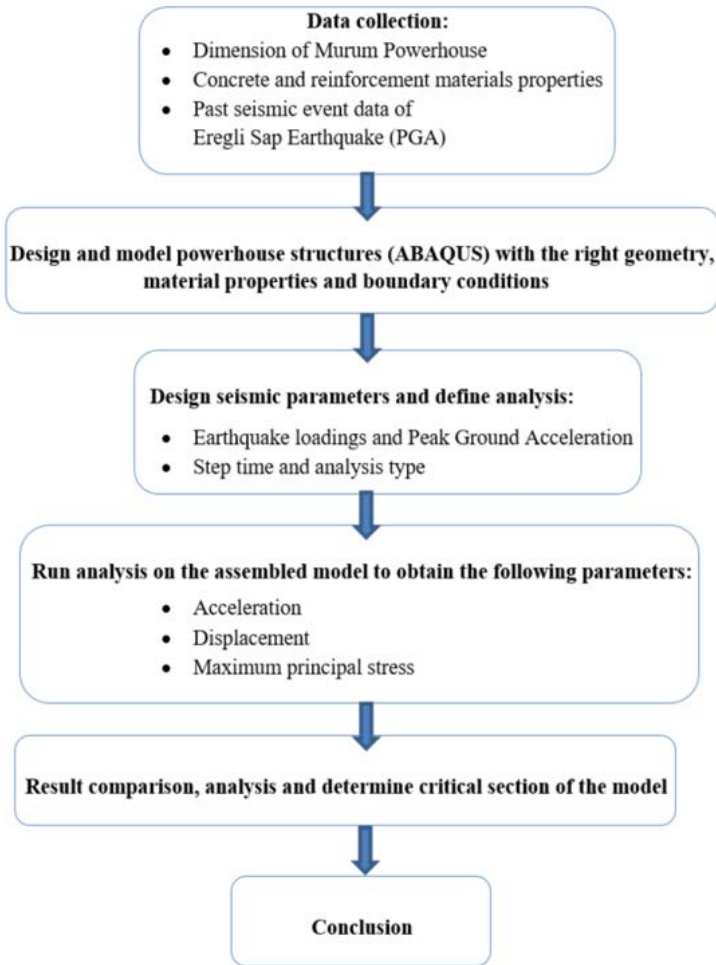 Data collection:
• Dimension of Murum Powerhouse
• Concrete and reinforcement materials properties
• Past seismic event data of
Eregli Sap Earthquake (PGA)
Design and model powerhouse structures (ABAQUS) with the right geometry,
material properties and boundary conditions
Design seismic parameters and define analysis:
• Earthquake loadings and Peak Ground Acceleration
• Step time and analysis type
Run analysis on the assembled model to obtain the following parameters:
• Acceleration
• Displacement
• Maximum principal stress
Result comparison, analysis and determine critical section of the model
Conclusion